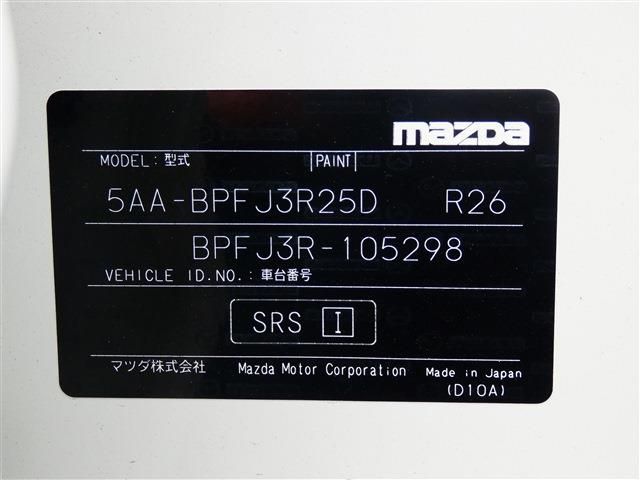 mazda
MODEL: 型式 PAINT
5AA-BPFJ3R25D R26
BPFJ3R-105298
VEHICLE ID.NO.: 車台番号
SRS I
マツダ株式会社 Mazda Motor Corporation Made in Japan
(D10A)